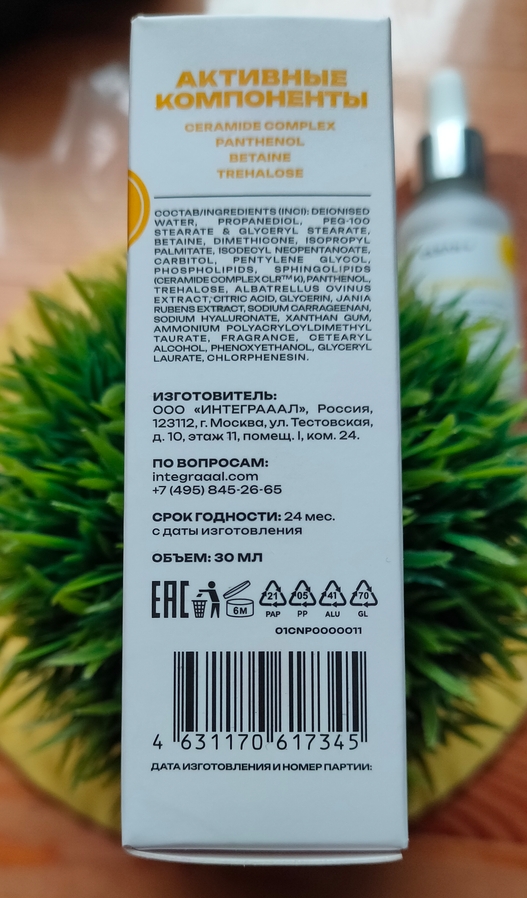 АКТИВНЫЕ
КОМПОНЕНТЫ
CERAMIDE COMPLEX
PANTHENOL
BETAINE
TREHALOSE
СОСТАВ/INGREDIENTS (INCI): DEIONISED
WATER, PROPANEDIOL, PEG-100
STEARATE & GLYCERYL STEARATE,
BETAINE, DIMETHICONE, ISOPROPYL
PALMITATE, ISODECYL NEOPENTANOATE,
CARBITOL, PENTYLENE GLYCOL,
PHOSPHOLIPIDS, SPHINGOLIPIDS
(CERAMIDE COMPLEX CLR™ K), PANTHENOL,
TREHALOSE, ALBATRELLUS OVINUS
EXTRACT, CITRIC ACID, GLYCERIN, JANIA
RUBENS EXTRACT, SODIUM CARRAGEENAN,
SODIUM HYALURONATE, XANTHAN GUM,
AMMONIUM POLYACRYLOYLDIMETHYL
TAURATE, FRAGRANCE, CETEARYL
ALCOHOL, PHENOXYETHANOL, GLYCERYL
LAURATE, CHLORPHENESIN.
ИЗГОТОВИТЕЛЬ:
ООО «ИНТЕГРАААЛ», Россия,
123112, г. Москва, ул. Тестовская,
д. 10, этаж 11, помещ. I, ком. 24.
ПО ВОПРОСАМ:
integraaal.com
+7 (495) 845-26-65
СРОК ГОДНОСТИ: 24 мес.
с даты изготовления
ОБЪЕМ: 30 МЛ
EAC 6M 21 05 41 70
PAP PP ALU GL
01CNP0000011
4 631170 617345
ДАТА ИЗГОТОВЛЕНИЯ И НОМЕР ПАРТИИ: